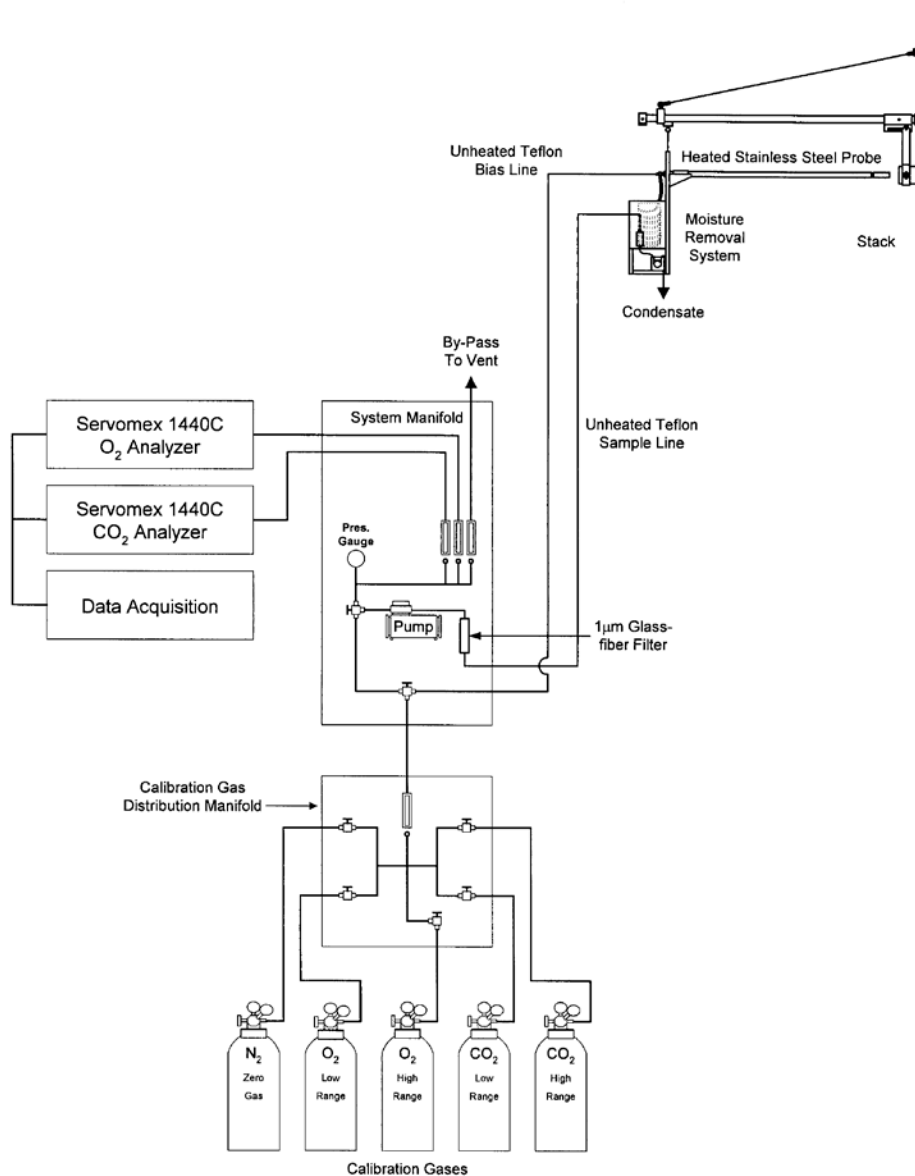 Unheated Teflon
Bias Line
Heated Stainless Steel Probe
Moisture
Removal
System
Stack
Condensate
By-Pass
To Vent
System Manifold
Unheated Teflon
Sample Line
Servomex 1440C
O₂ Analyzer
Servomex 1440C
CO₂ Analyzer
Data Acquisition
Pres.
Gauge
Pump
1μm Glass-
fiber Filter
Calibration Gas
Distribution Manifold
N₂
Zero
Gas
O₂
Low
Range
O₂
High
Range
CO₂
Low
Range
CO₂
High
Range
Calibration Gases